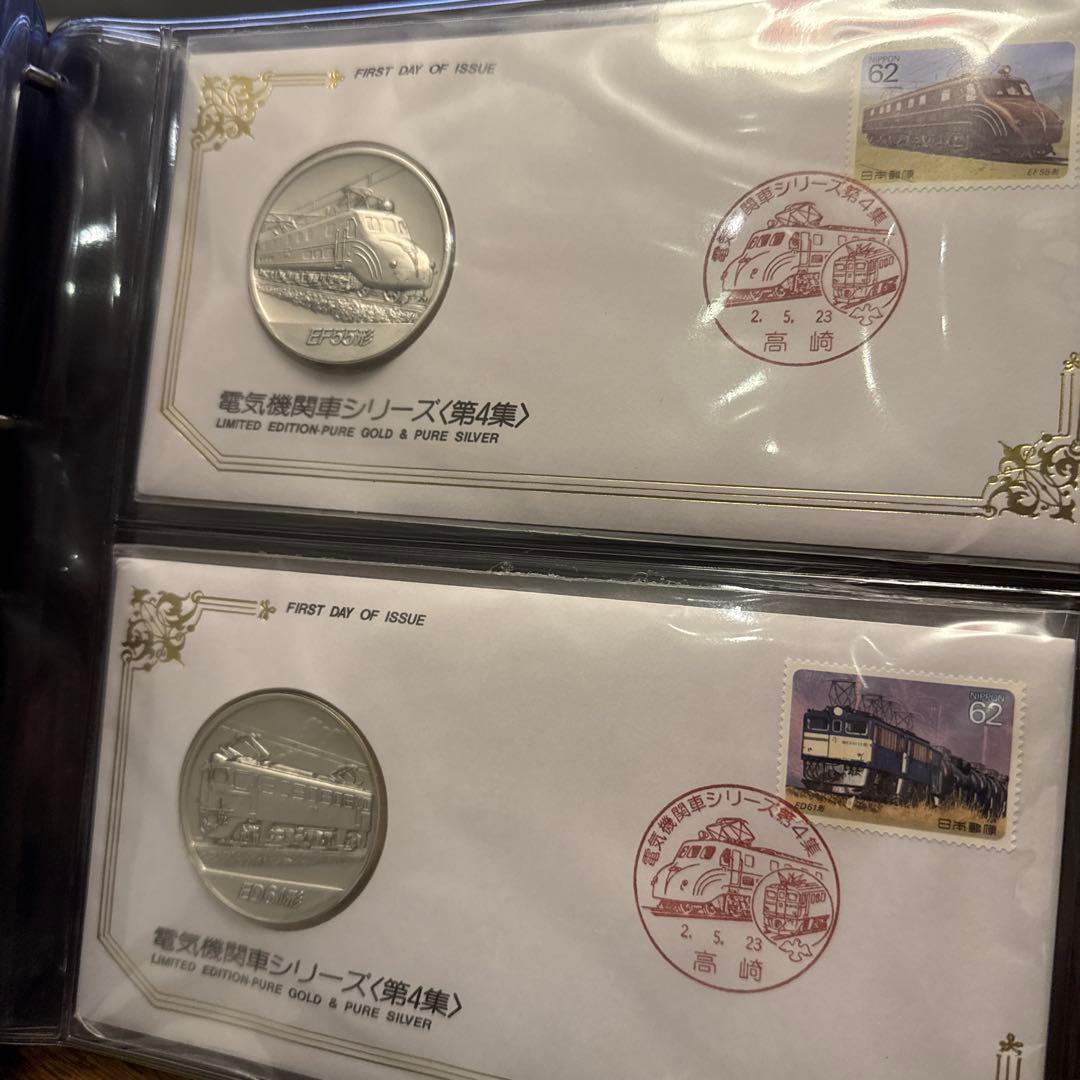 FIRST DAY OF ISSUE
NIPPON
62
日本郵便
EF55形
電気機関車シリーズ第4集
2. 5. 23
高崎
EF55形
電気機関車シリーズ〈第4集〉
LIMITED EDITION·PURE GOLD & PURE SILVER
FIRST DAY OF ISSUE
NIPPON
62
ED61形
日本郵便
電気機関車シリーズ第4集
2. 5. 23
高崎
ED61形
電気機関車シリーズ〈第4集〉
LIMITED EDITION·PURE GOLD & PURE SILVER